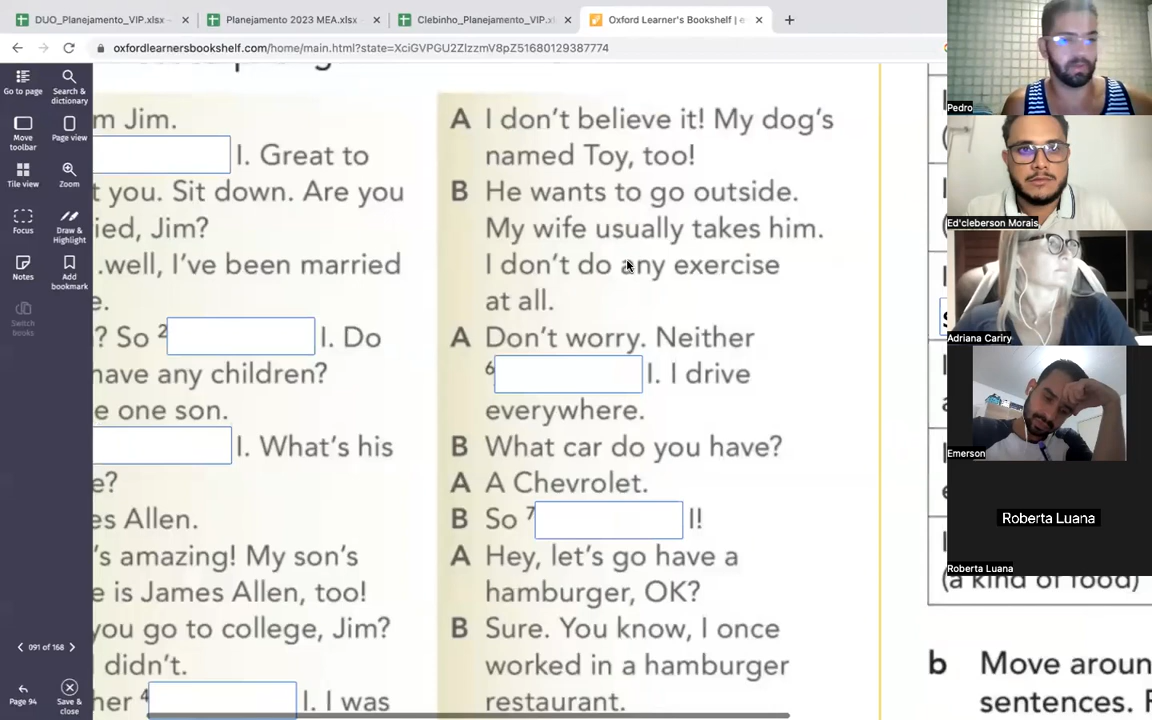 DUO_Planejamento_VIP.xlsx
Planejamento 2023 MEA.xlsx
Clebinho_Planejamento_VIP.xl
Oxford Learner's Bookshelf | e
oxfordlearnersbookshelf.com/home/main.html?state=XciGVPGU2ZIzzmV8pZ51680129387774
Go to page
Search & dictionary
Move toolbar
Page view
Tile view
Zoom
Focus
Draw & Highlight
Notes
Add bookmark
Switch books
091 of 168
Page 94
Save & close
m Jim.
I. Great to
t you. Sit down. Are you
ied, Jim?
.well, I've been married
e.
? So 2 I. Do
have any children?
e one son.
I. What's his
e?
es Allen.
's amazing! My son's
e is James Allen, too!
you go to college, Jim?
didn't.
her 4 I. I was
A I don't believe it! My dog's
named Toy, too!
B He wants to go outside.
My wife usually takes him.
I don't do any exercise
at all.
A Don't worry. Neither
6 I. I drive
everywhere.
B What car do you have?
A A Chevrolet.
B So 7 I!
A Hey, let's go have a
hamburger, OK?
B Sure. You know, I once
worked in a hamburger
restaurant.
(a kind of food)
b Move aroun
sentences.
Pedro
Ed'cleberson Morais
Adriana Cariry
Emerson
Roberta Luana
Roberta Luana